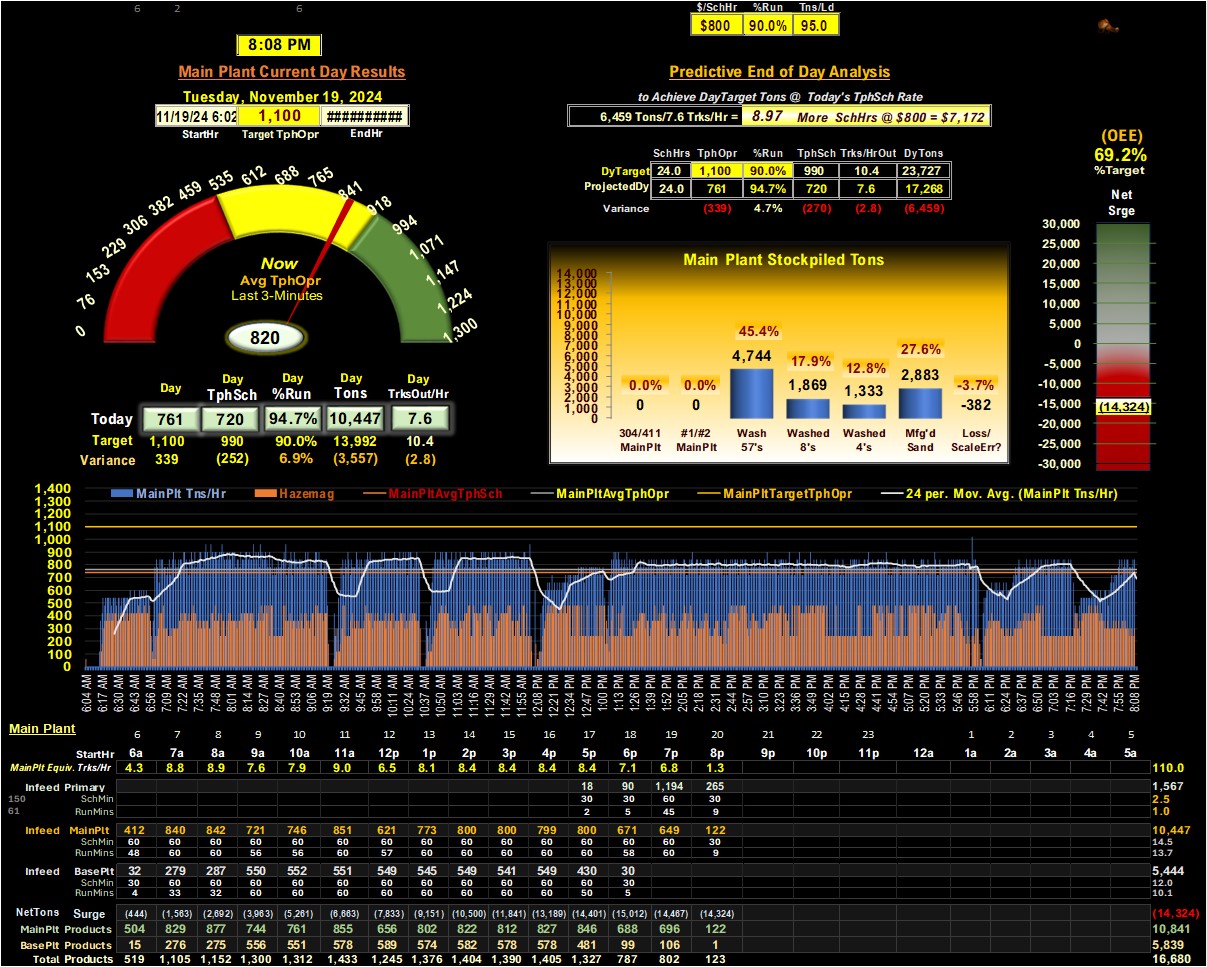 6 2 6
$/SchHr %Run Tns/Ld
$800 90.0% 95.0
8:08 PM
Main Plant Current Day Results
Tuesday, November 19, 2024
11/19/24 6:02 1,100 ##########
StartHr Target TphOpr EndHr
0 76 153 229 306 382 459 535 612 688 765 841 918 994 1,071 1,147 1,224 1,300
Now
Avg TphOpr
Last 3-Minutes
820
Day Day TphSch Day %Run Day Tons Day TrksOut/Hr
Today 761 720 94.7% 10,447 7.6
Target 1,100 990 90.0% 13,992 10.4
Variance 339 (252) 6.9% (3,557) (2.8)
Predictive End of Day Analysis
to Achieve DayTarget Tons @ Today's TphSch Rate
6,459 Tons/7.6 Trks/Hr = 8.97 More SchHrs @ $800 = $7,172
SchHrs TphOpr %Run TphSch Trks/HrOut DyTons
DyTarget 24.0 1,100 90.0% 990 10.4 23,727
ProjectedDy 24.0 761 94.7% 720 7.6 17,268
Variance (339) 4.7% (270) (2.8) (6,459)
Main Plant Stockpiled Tons
14,000
13,000
12,000
11,000
10,000
9,000
8,000
7,000
6,000
5,000
4,000
3,000
2,000
1,000
0
0.0% 0.0% 45.4% 17.9% 12.8% 27.6% -3.7%
0 0 4,744 1,869 1,333 2,883 -382
304/411 #1/#2 Wash Washed Washed Mfg'd Loss/
MainPlt MainPlt 57's 8's 4's Sand ScaleErr?
(OEE)
69.2%
%Target
Net
Srge
30,000
25,000
20,000
15,000
10,000
5,000
0
-5,000
-10,000
-15,000 (14,324)
-20,000
-25,000
-30,000
MainPlt Tns/Hr Hazemag MainPltAvgTphSch MainPltAvgTphOpr MainPltTargetTphOpr 24 per. Mov. Avg. (MainPlt Tns/Hr)
1,400
1,300
1,200
1,100
1,000
900
800
700
600
500
400
300
200
100
0
6:04 AM 6:17 AM 6:30 AM 6:43 AM 6:56 AM 7:09 AM 7:22 AM 7:35 AM 7:48 AM 8:01 AM 8:14 AM 8:27 AM 8:40 AM 8:53 AM 9:06 AM 9:19 AM 9:32 AM 9:45 AM 9:58 AM 10:11 AM 10:24 AM 10:37 AM 10:50 AM 11:03 AM 11:16 AM 11:29 AM 11:42 AM 11:55 AM 12:08 PM 12:21 PM 12:34 PM 12:47 PM 1:00 PM 1:13 PM 1:26 PM 1:39 PM 1:52 PM 2:05 PM 2:18 PM 2:31 PM 2:44 PM 2:57 PM 3:10 PM 3:23 PM 3:36 PM 3:49 PM 4:02 PM 4:15 PM 4:28 PM 4:41 PM 4:54 PM 5:07 PM 5:20 PM 5:33 PM 5:45 PM 5:58 PM 6:11 PM 6:24 PM 6:37 PM 6:50 PM 7:03 PM 7:16 PM 7:29 PM 7:42 PM 7:55 PM 8:08 PM
Main Plant
6 7 8 9 10 11 12 13 14 15 16 17 18 19 20 21 22 23 1 2 3 4 5
StartHr 6a 7a 8a 9a 10a 11a 12p 1p 2p 3p 4p 5p 6p 7p 8p 9p 10p 11p 12a 1a 2a 3a 4a 5a
MainPlt Equiv. Trks/Hr 4.3 8.8 8.9 7.6 7.9 9.0 6.5 8.1 8.4 8.4 8.4 8.4 7.1 6.8 1.3 110.0
Infeed Primary 18 90 1,194 265 1,567
150 SchMin 30 30 60 30 2.5
61 RunMins 2 5 45 9 1.0
Infeed MainPlt 412 840 842 721 746 851 621 773 800 800 799 800 671 649 122 10,447
SchMin 60 60 60 60 60 60 60 60 60 60 60 60 60 60 30 14.5
RunMins 48 60 60 56 56 60 57 60 60 60 60 60 58 60 9 13.7
Infeed BasePlt 32 279 287 550 552 551 549 545 549 541 549 430 30 5,444
SchMin 30 60 60 60 60 60 60 60 60 60 60 60 30 12.0
RunMins 4 33 32 60 60 60 60 60 60 60 60 50 5 10.1
NetTons Surge (444) (1,563) (2,692) (3,963) (5,261) (6,663) (7,833) (9,151) (10,500) (11,841) (13,189) (14,401) (15,012) (14,467) (14,324) (14,324)
MainPlt Products 504 829 877 744 761 855 656 802 822 812 827 846 688 696 122 10,841
BasePlt Products 15 276 275 556 551 578 589 574 582 578 578 481 99 106 1 5,839
Total Products 519 1,105 1,152 1,300 1,312 1,433 1,245 1,376 1,404 1,390 1,405 1,327 787 802 123 16,680